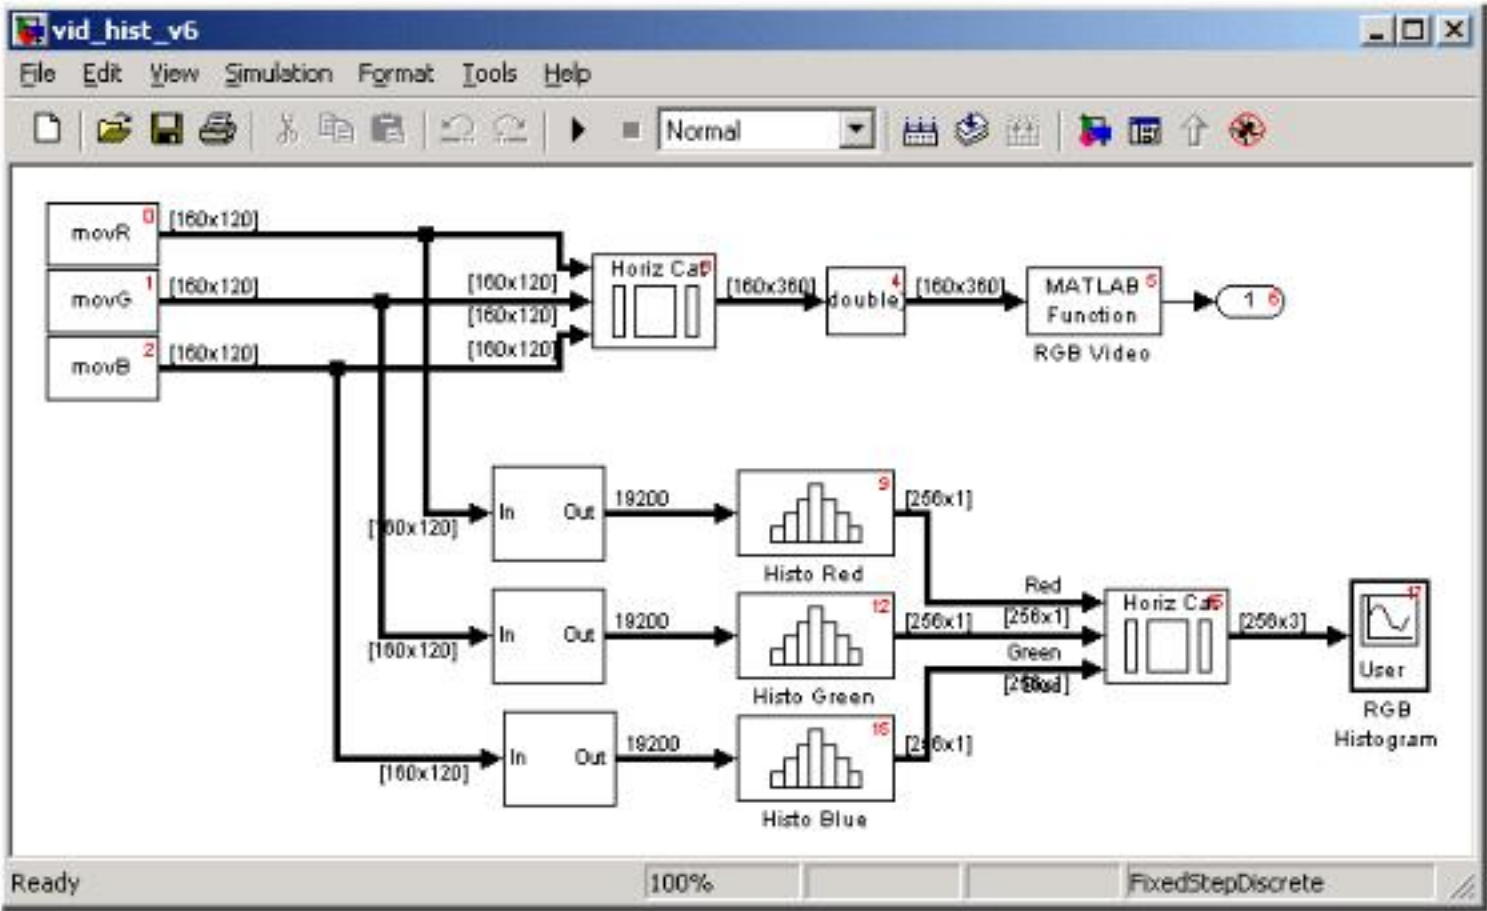 vid_hist_v6
File Edit View Simulation Format Tools Help
Normal
movR 0 [160x120]
movG 1 [160x120]
movB 2 [160x120]
[160x120]
[160x120]
[160x120]
Horiz Cat
[160x360]
4
double
[160x360]
MATLAB 5
Function
RGB Video
1 6
[160x120]
In Out
19200
9
[256x1]
Histo Red
[160x120]
In Out
19200
12
[256x1]
Histo Green
[160x120]
In Out
19200
15
[256x1]
Histo Blue
Red
[256x1]
Green
[256x1]
Horiz Cat
[256x3]
17
User
RGB
Histogram
Ready 100% FixedStepDiscrete